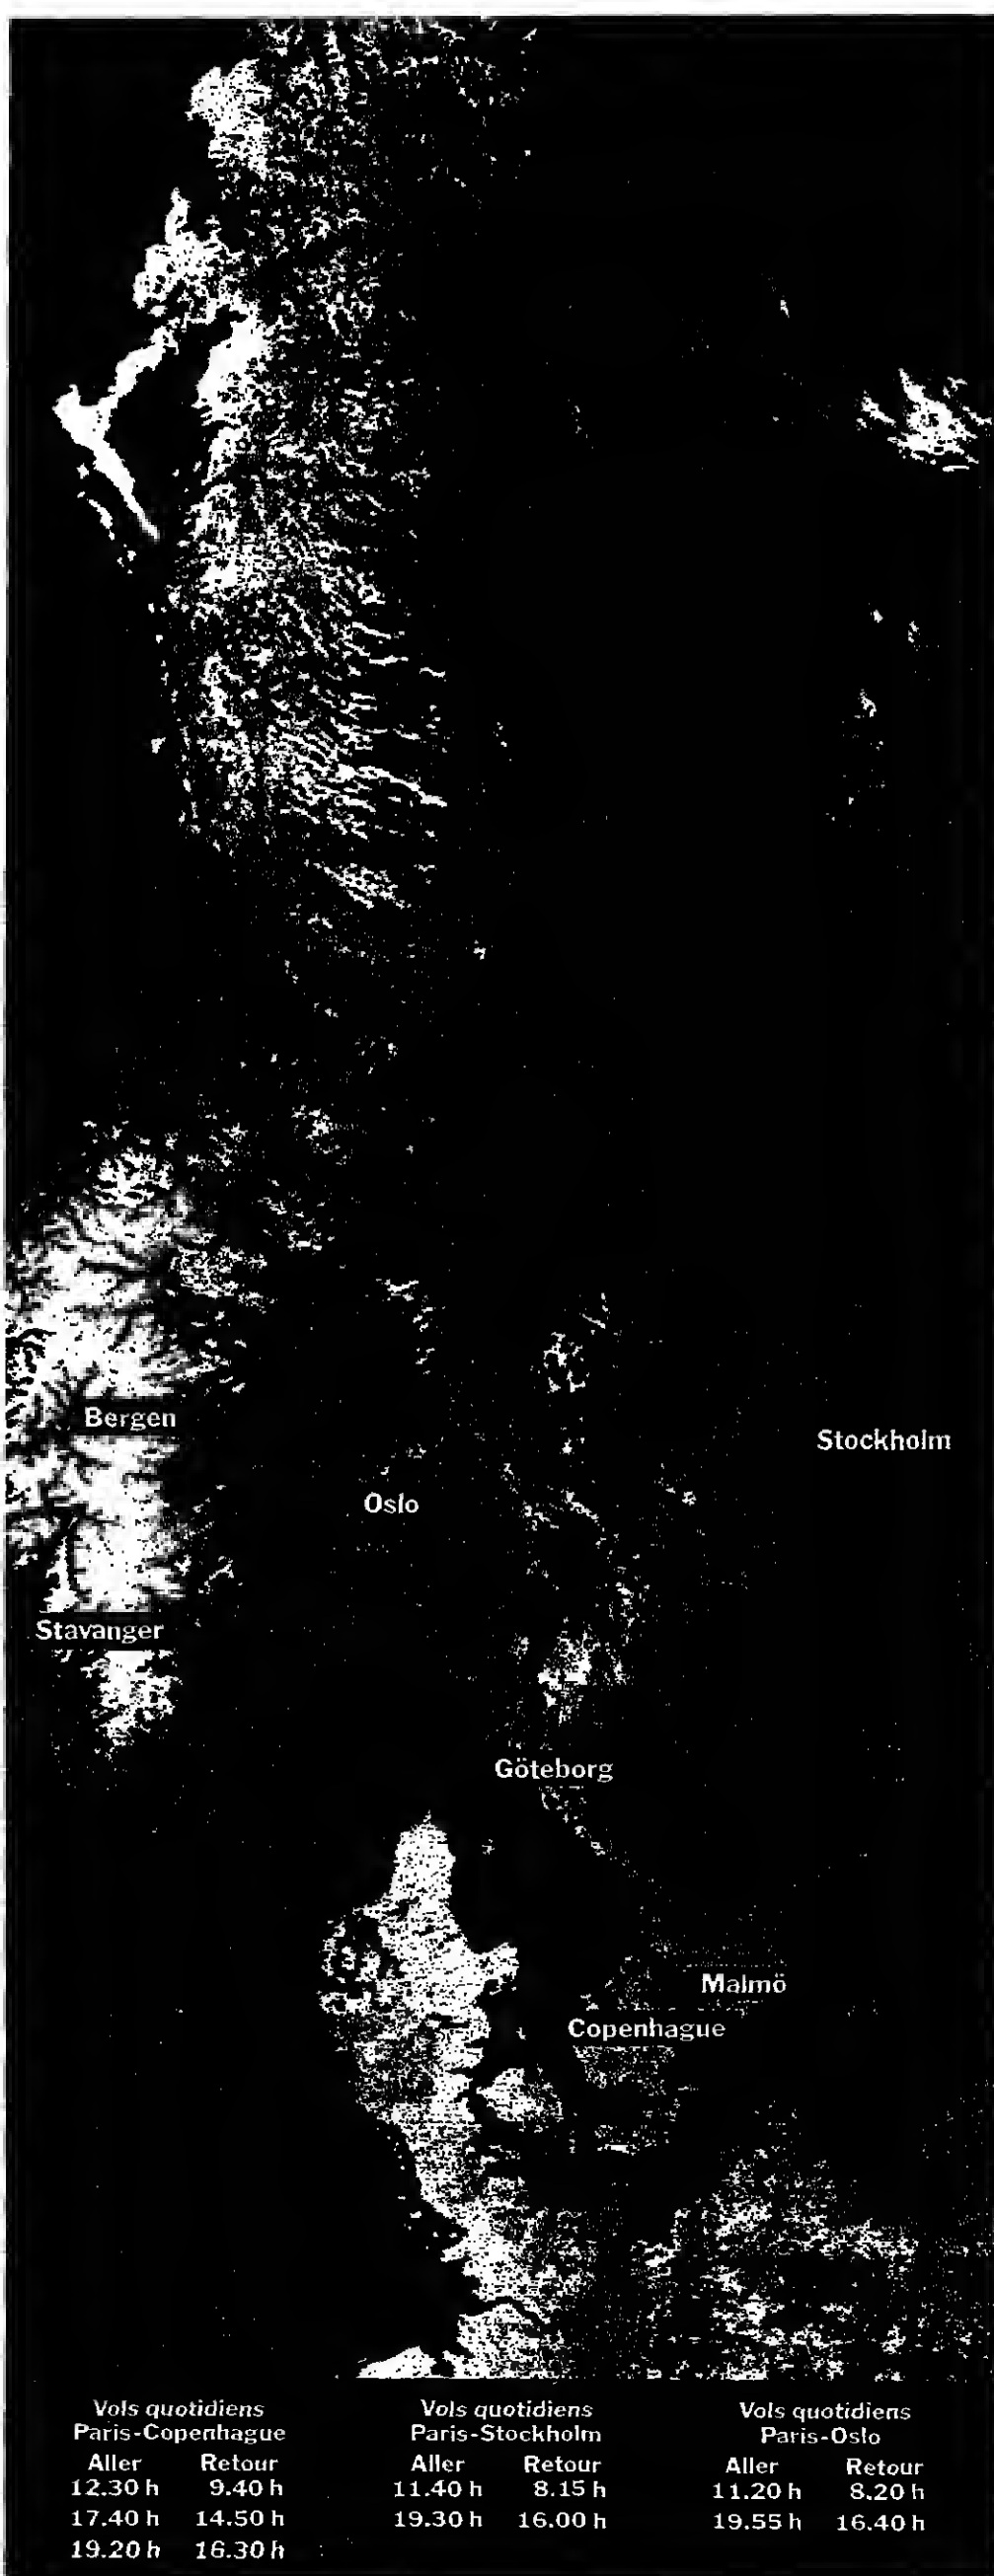 Bergen
Stockholm
Oslo
Stavanger
Göteborg
Malmö
Copenhague
Vols quotidiens
Paris-Copenhague
Aller Retour
12.30 h 9.40 h
17.40 h 14.50 h
19.20 h 16.30 h
Vols quotidiens
Paris-Stockholm
Aller Retour
11.40 h 8.15 h
19.30 h 16.00 h
Vols quotidiens
Paris-Oslo
Aller Retour
11.20 h 8.20 h
19.55 h 16.40 h